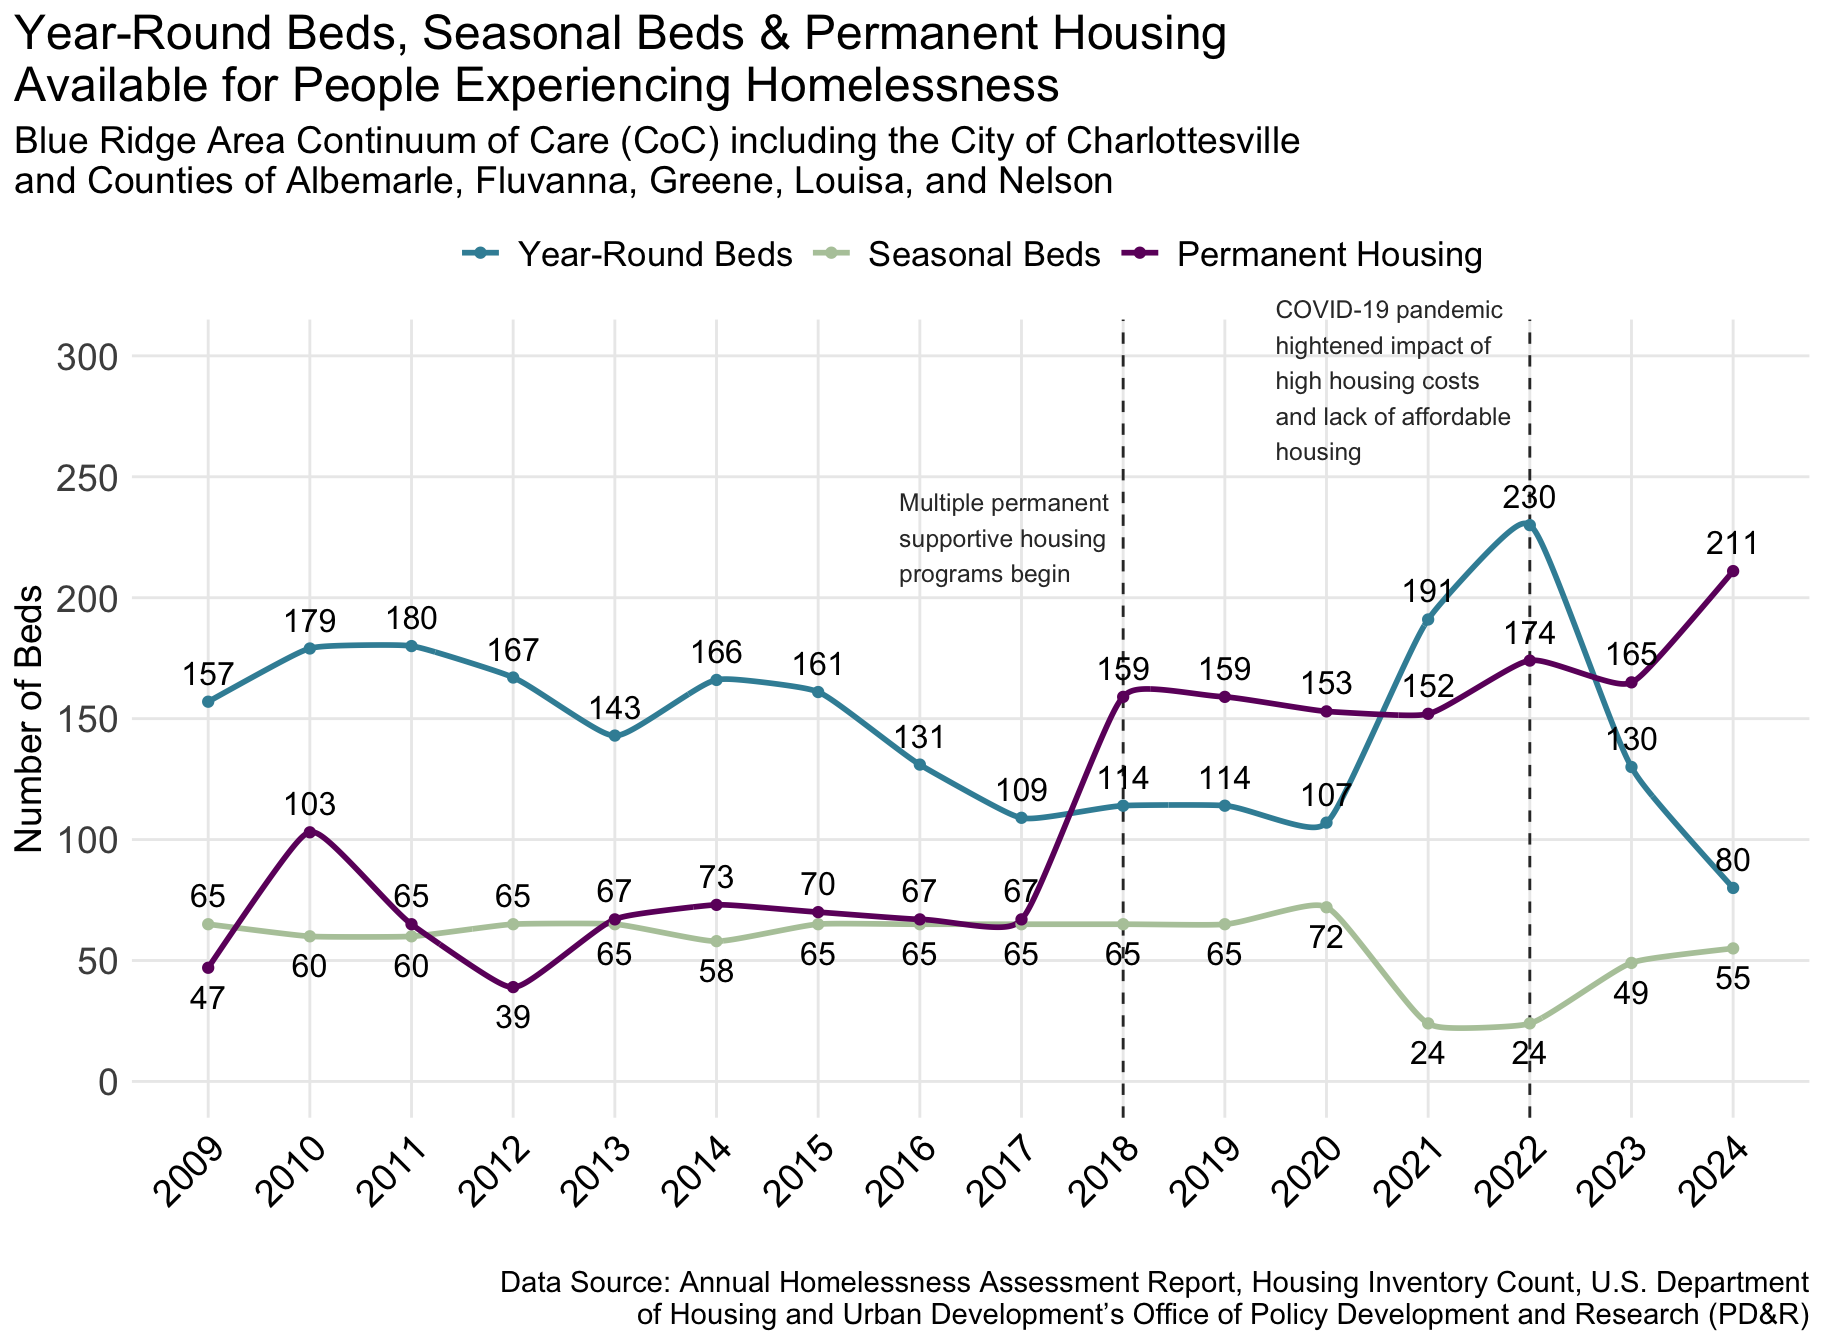 Year-Round Beds, Seasonal Beds & Permanent Housing
Available for People Experiencing Homelessness
Blue Ridge Area Continuum of Care (CoC) including the City of Charlottesville
and Counties of Albemarle, Fluvanna, Greene, Louisa, and Nelson
Year-Round Beds Seasonal Beds Permanent Housing
COVID-19 pandemic
hightened impact of
high housing costs
and lack of affordable
housing
Multiple permanent
supportive housing
programs begin
Number of Beds
300
250
200
150
100
50
0
157 179 180 167 143 166 161 131 109 114 114 107 191 230 130 80
65 60 60 65 65 58 65 65 65 65 65 72 24 24 49 55
47 103 65 39 67 73 70 67 67 159 159 153 152 174 165 211
2009 2010 2011 2012 2013 2014 2015 2016 2017 2018 2019 2020 2021 2022 2023 2024
Data Source: Annual Homelessness Assessment Report, Housing Inventory Count, U.S. Department
of Housing and Urban Development’s Office of Policy Development and Research (PD&R)